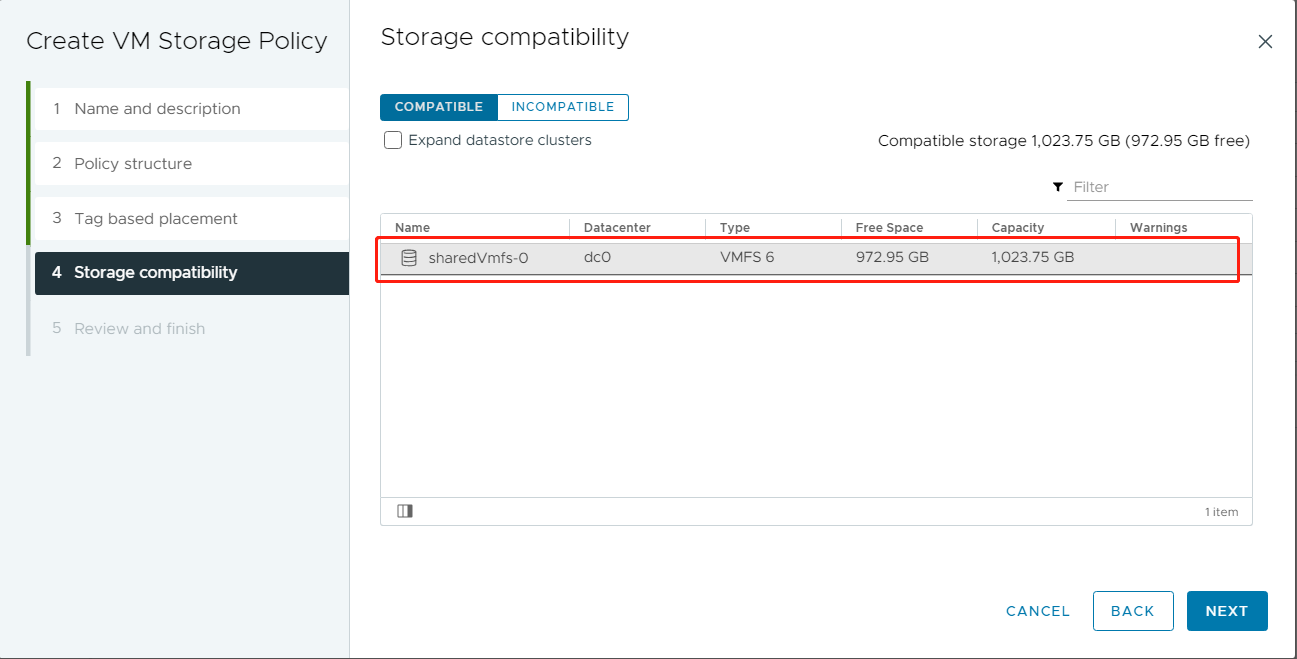 Create VM Storage Policy
1 Name and description
2 Policy structure
3 Tag based placement
4 Storage compatibility
5 Review and finish
Storage compatibility
COMPATIBLE INCOMPATIBLE
Expand datastore clusters Compatible storage 1,023.75 GB (972.95 GB free)
Filter
Name Datacenter Type Free Space Capacity Warnings
sharedVmfs-0 dc0 VMFS 6 972.95 GB 1,023.75 GB
1 item
CANCEL BACK NEXT